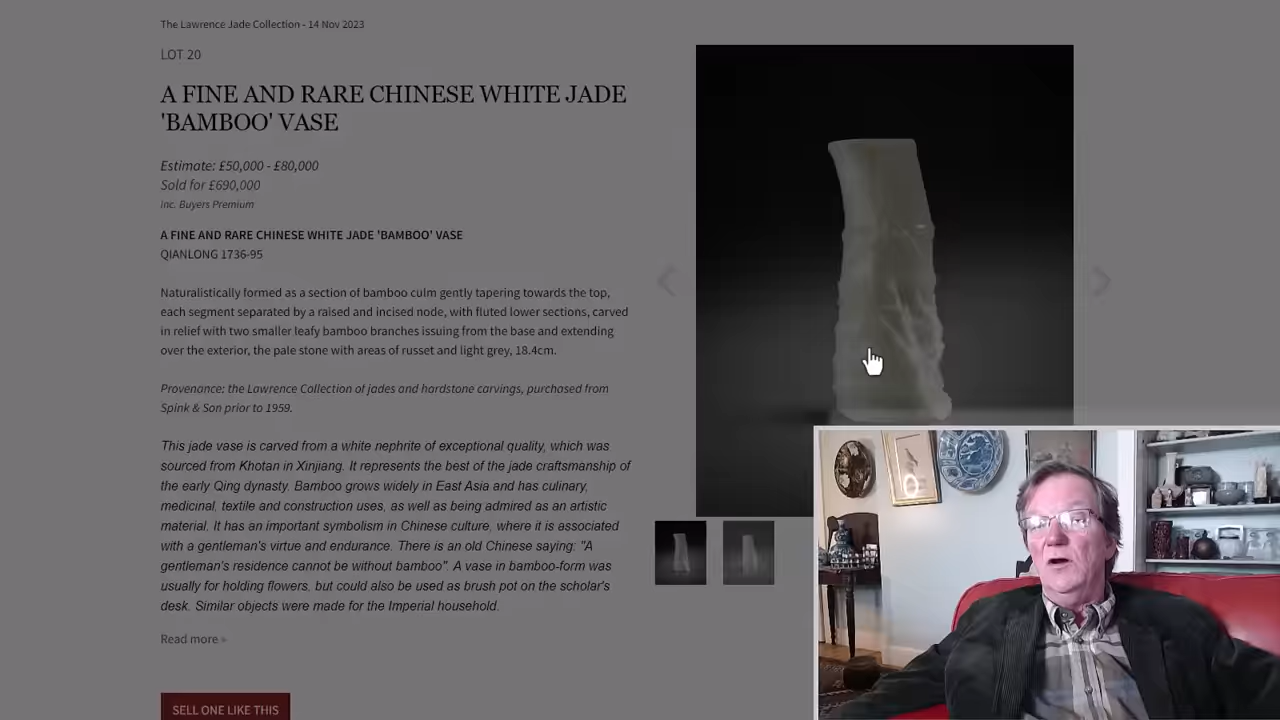 The Lawrence Jade Collection - 14 Nov 2023
LOT 20
A FINE AND RARE CHINESE WHITE JADE
'BAMBOO' VASE
Estimate: £50,000 - £80,000
Sold for £690,000
Inc. Buyers Premium
A FINE AND RARE CHINESE WHITE JADE 'BAMBOO' VASE
QIANLONG 1736-95
Naturalistically formed as a section of bamboo culm gently tapering towards the top,
each segment separated by a raised and incised node, with fluted lower sections, carved
in relief with two smaller leafy bamboo branches issuing from the base and extending
over the exterior, the pale stone with areas of russet and light grey, 18.4cm.
Provenance: the Lawrence Collection of jades and hardstone carvings, purchased from
Spink & Son prior to 1959.
This jade vase is carved from a white nephrite of exceptional quality, which was
sourced from Khotan in Xinjiang. It represents the best of the jade craftsmanship of
the early Qing dynasty. Bamboo grows widely in East Asia and has culinary,
medicinal, textile and construction uses, as well as being admired as an artistic
material. It has an important symbolism in Chinese culture, where it is associated
with a gentleman's virtue and endurance. There is an old Chinese saying: "A
gentleman's residence cannot be without bamboo". A vase in bamboo-form was
usually for holding flowers, but could also be used as brush pot on the scholar's
desk. Similar objects were made for the Imperial household.
Read more »
SELL ONE LIKE THIS